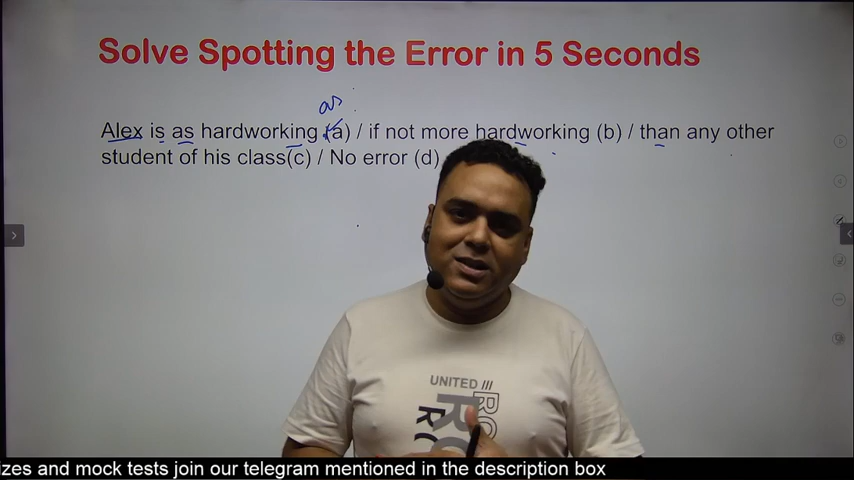 Solve Spotting the Error in 5 Seconds
as
Alex is as hardworking (a) / if not more hardworking (b) / than any other
student of his class(c) / No error (d)
UNITED ///
izes and mock tests join our telegram mentioned in the description box